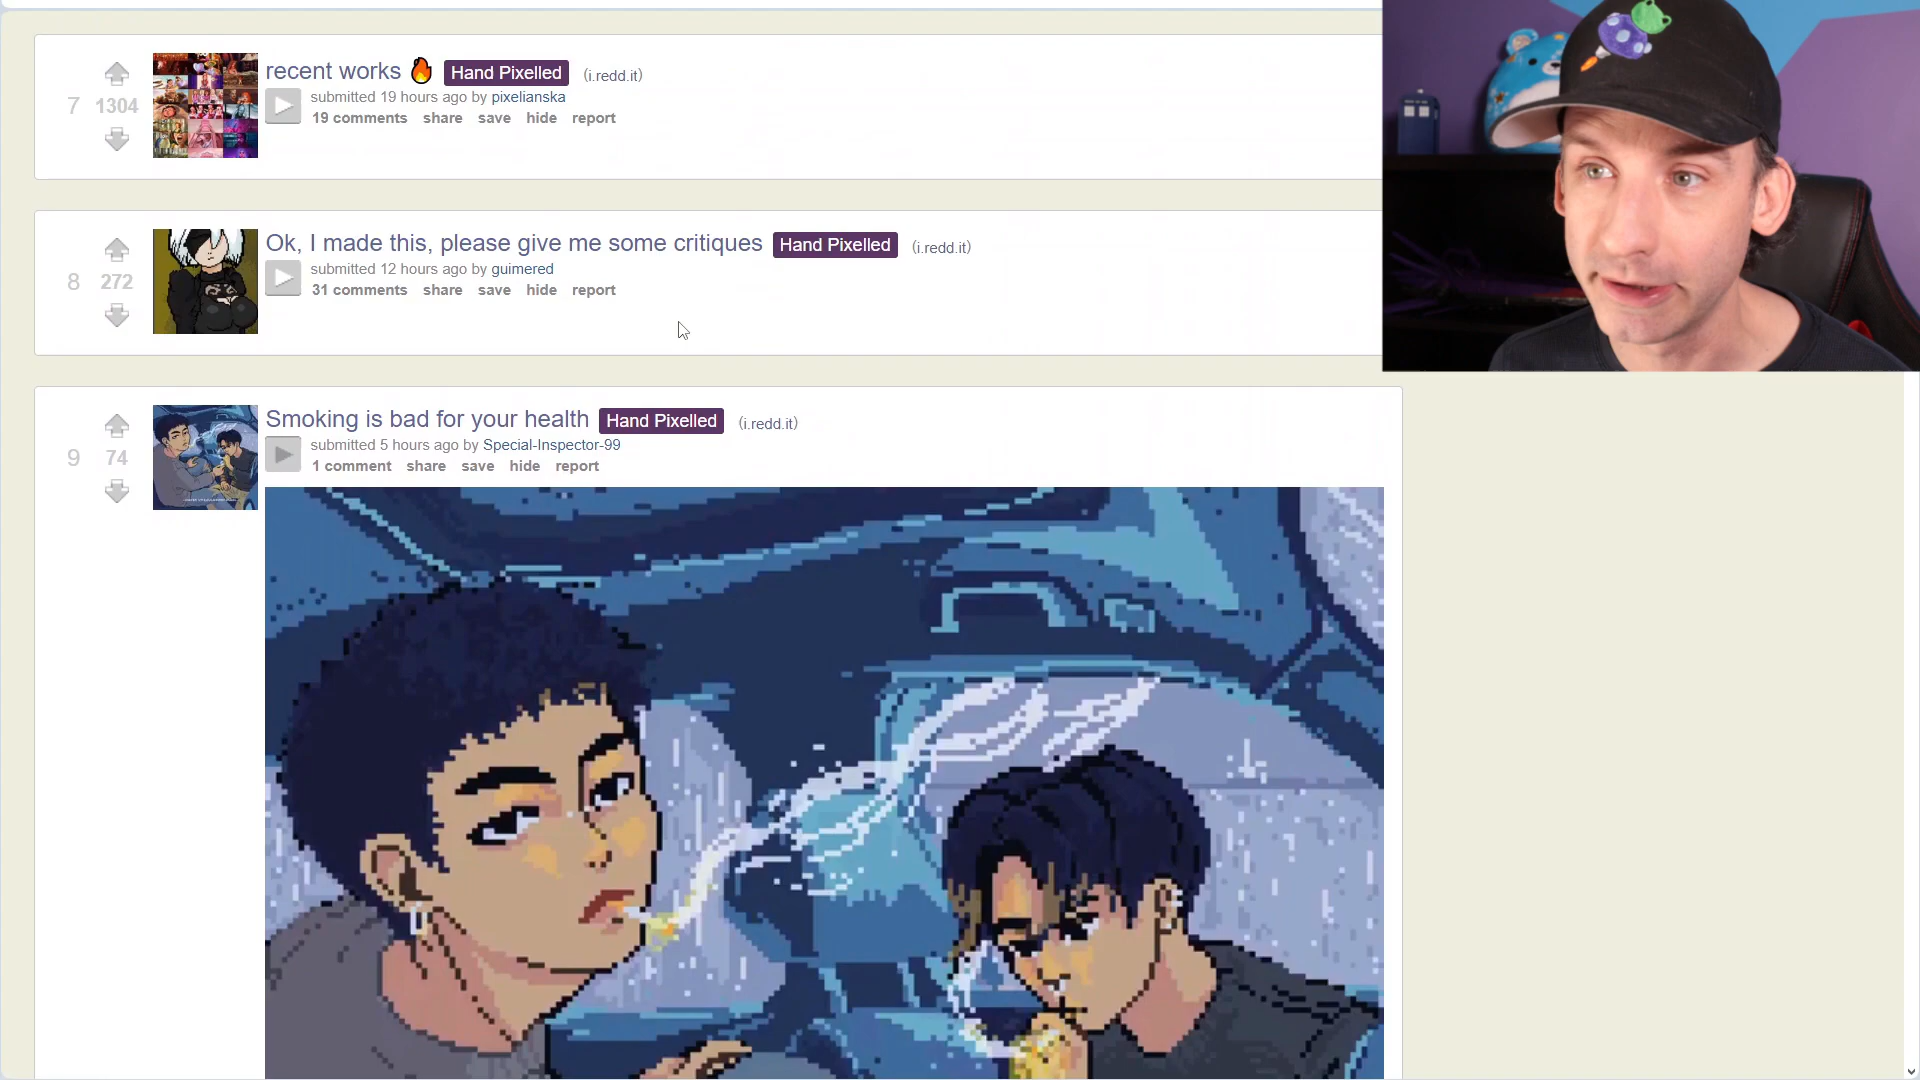 recent works 🔥 Hand Pixelled (i.redd.it)
7 1304 submitted 19 hours ago by pixelianska
19 comments share save hide report
Ok, I made this, please give me some critiques Hand Pixelled (i.redd.it)
8 272 submitted 12 hours ago by guimered
31 comments share save hide report
Smoking is bad for your health Hand Pixelled (i.redd.it)
9 74 submitted 5 hours ago by Special-Inspector-99
1 comment share save hide report